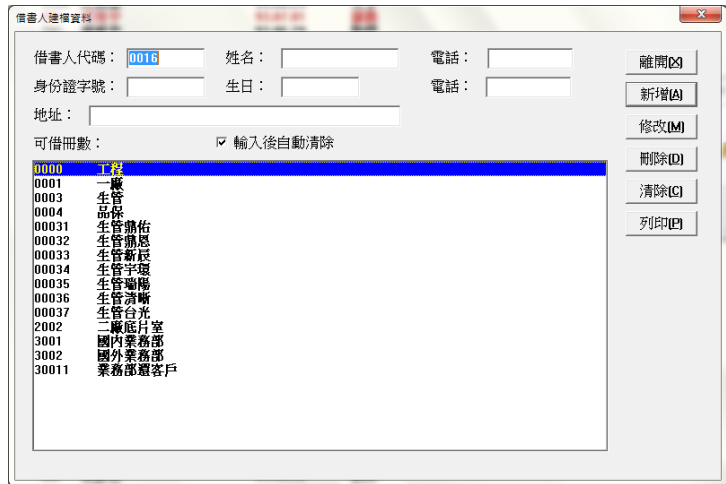 借書人建檔資料
借書人代碼： 0016 姓名： 電話： 離開(X)
身份證字號： 生日： 電話： 新增(A)
地址： 修改(M)
可借冊數： 輸入後自動清除
刪除(D)
清除(C)
列印(P)
0000 工程
0001 一廠
0003 生管
0004 品保
00031 生管鼎佑
00032 生管鼎恩
00033 生管新辰
00034 生管宇環
00035 生管瑞陽
00036 生管清晰
00037 生管台光
2002 二廠底片室
3001 國內業務部
3002 國外業務部
30011 業務部還客戶